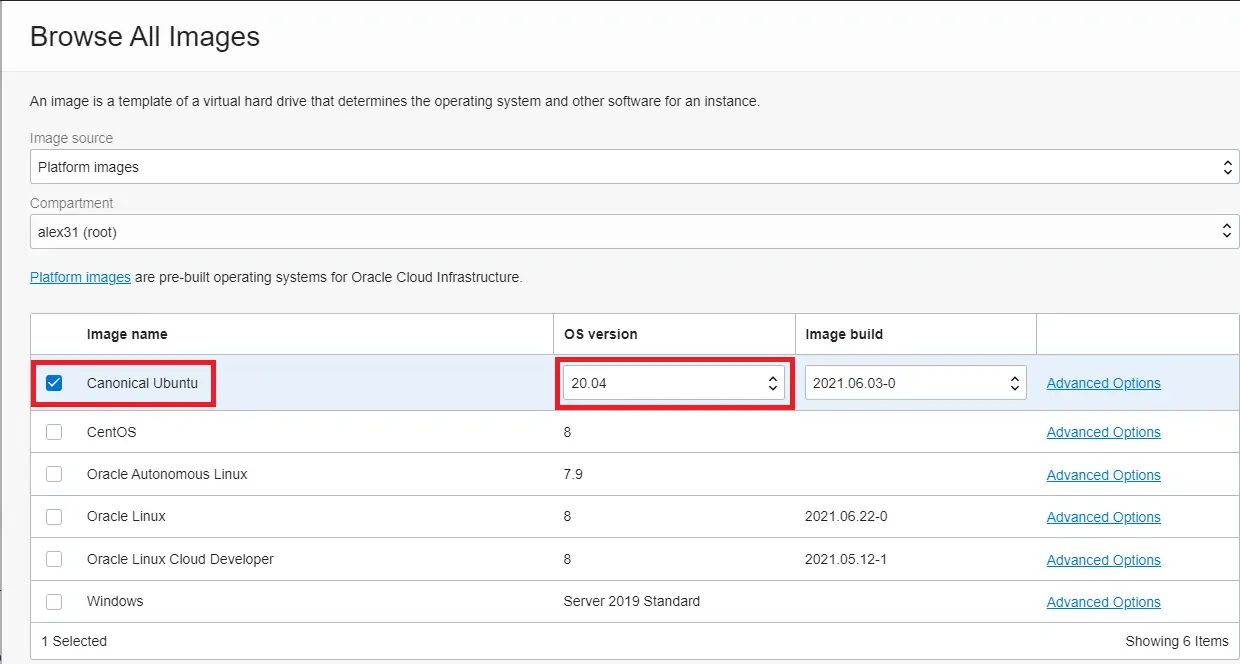 Browse All Images
An image is a template of a virtual hard drive that determines the operating system and other software for an instance.
Image source
Platform images
Compartment
alex31 (root)
Platform images are pre-built operating systems for Oracle Cloud Infrastructure.
Image name OS version Image build
Canonical Ubuntu 20.04 2021.06.03-0 Advanced Options
CentOS 8 Advanced Options
Oracle Autonomous Linux 7.9 Advanced Options
Oracle Linux 8 2021.06.22-0 Advanced Options
Oracle Linux Cloud Developer 8 2021.05.12-1 Advanced Options
Windows Server 2019 Standard Advanced Options
1 Selected Showing 6 Items